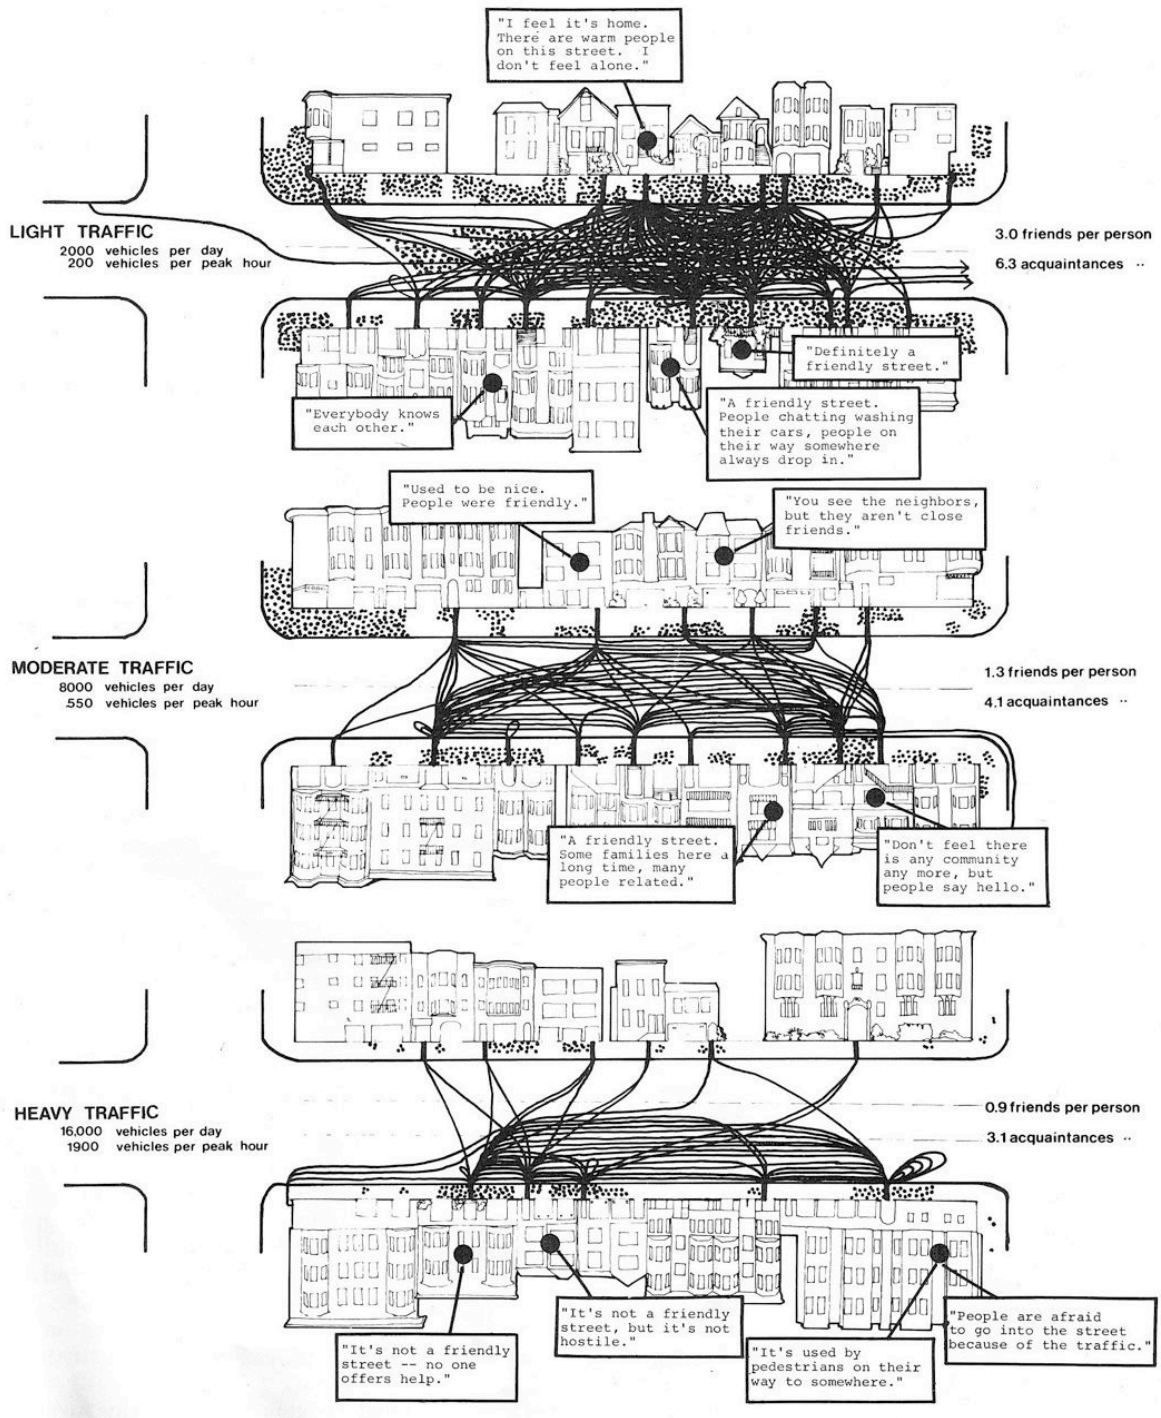 "I feel it's home.
There are warm people
on this street. I
don't feel alone."
LIGHT TRAFFIC
2000 vehicles per day
200 vehicles per peak hour
3.0 friends per person
6.3 acquaintances ··
"Definitely a
friendly street."
"Everybody knows
each other."
"A friendly street.
People chatting washing
their cars, people on
their way somewhere
always drop in."
"Used to be nice.
People were friendly."
"You see the neighbors,
but they aren't close
friends."
MODERATE TRAFFIC
8000 vehicles per day
550 vehicles per peak hour
1.3 friends per person
4.1 acquaintances ··
"A friendly street.
Some families here a
long time, many
people related."
"Don't feel there
is any community
any more, but
people say hello."
HEAVY TRAFFIC
16,000 vehicles per day
1900 vehicles per peak hour
0.9 friends per person
3.1 acquaintances ··
"It's not a friendly
street -- no one
offers help."
"It's not a friendly
street, but it's not
hostile."
"It's used by
pedestrians on their
way to somewhere."
"People are afraid
to go into the street
because of the traffic."